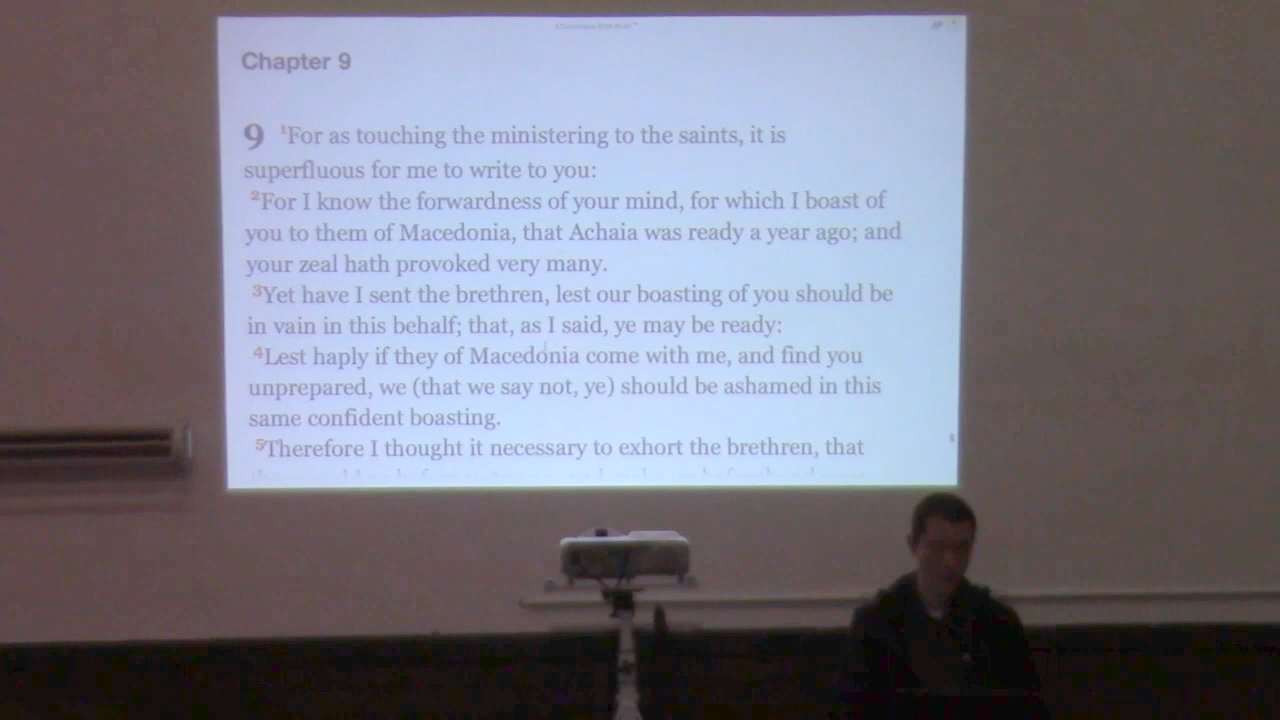 Chapter 9
9 1For as touching the ministering to the saints, it is
superfluous for me to write to you:
2For I know the forwardness of your mind, for which I boast of
you to them of Macedonia, that Achaia was ready a year ago; and
your zeal hath provoked very many.
3Yet have I sent the brethren, lest our boasting of you should be
in vain in this behalf; that, as I said, ye may be ready:
4Lest haply if they of Macedonia come with me, and find you
unprepared, we (that we say not, ye) should be ashamed in this
same confident boasting.
5Therefore I thought it necessary to exhort the brethren, that